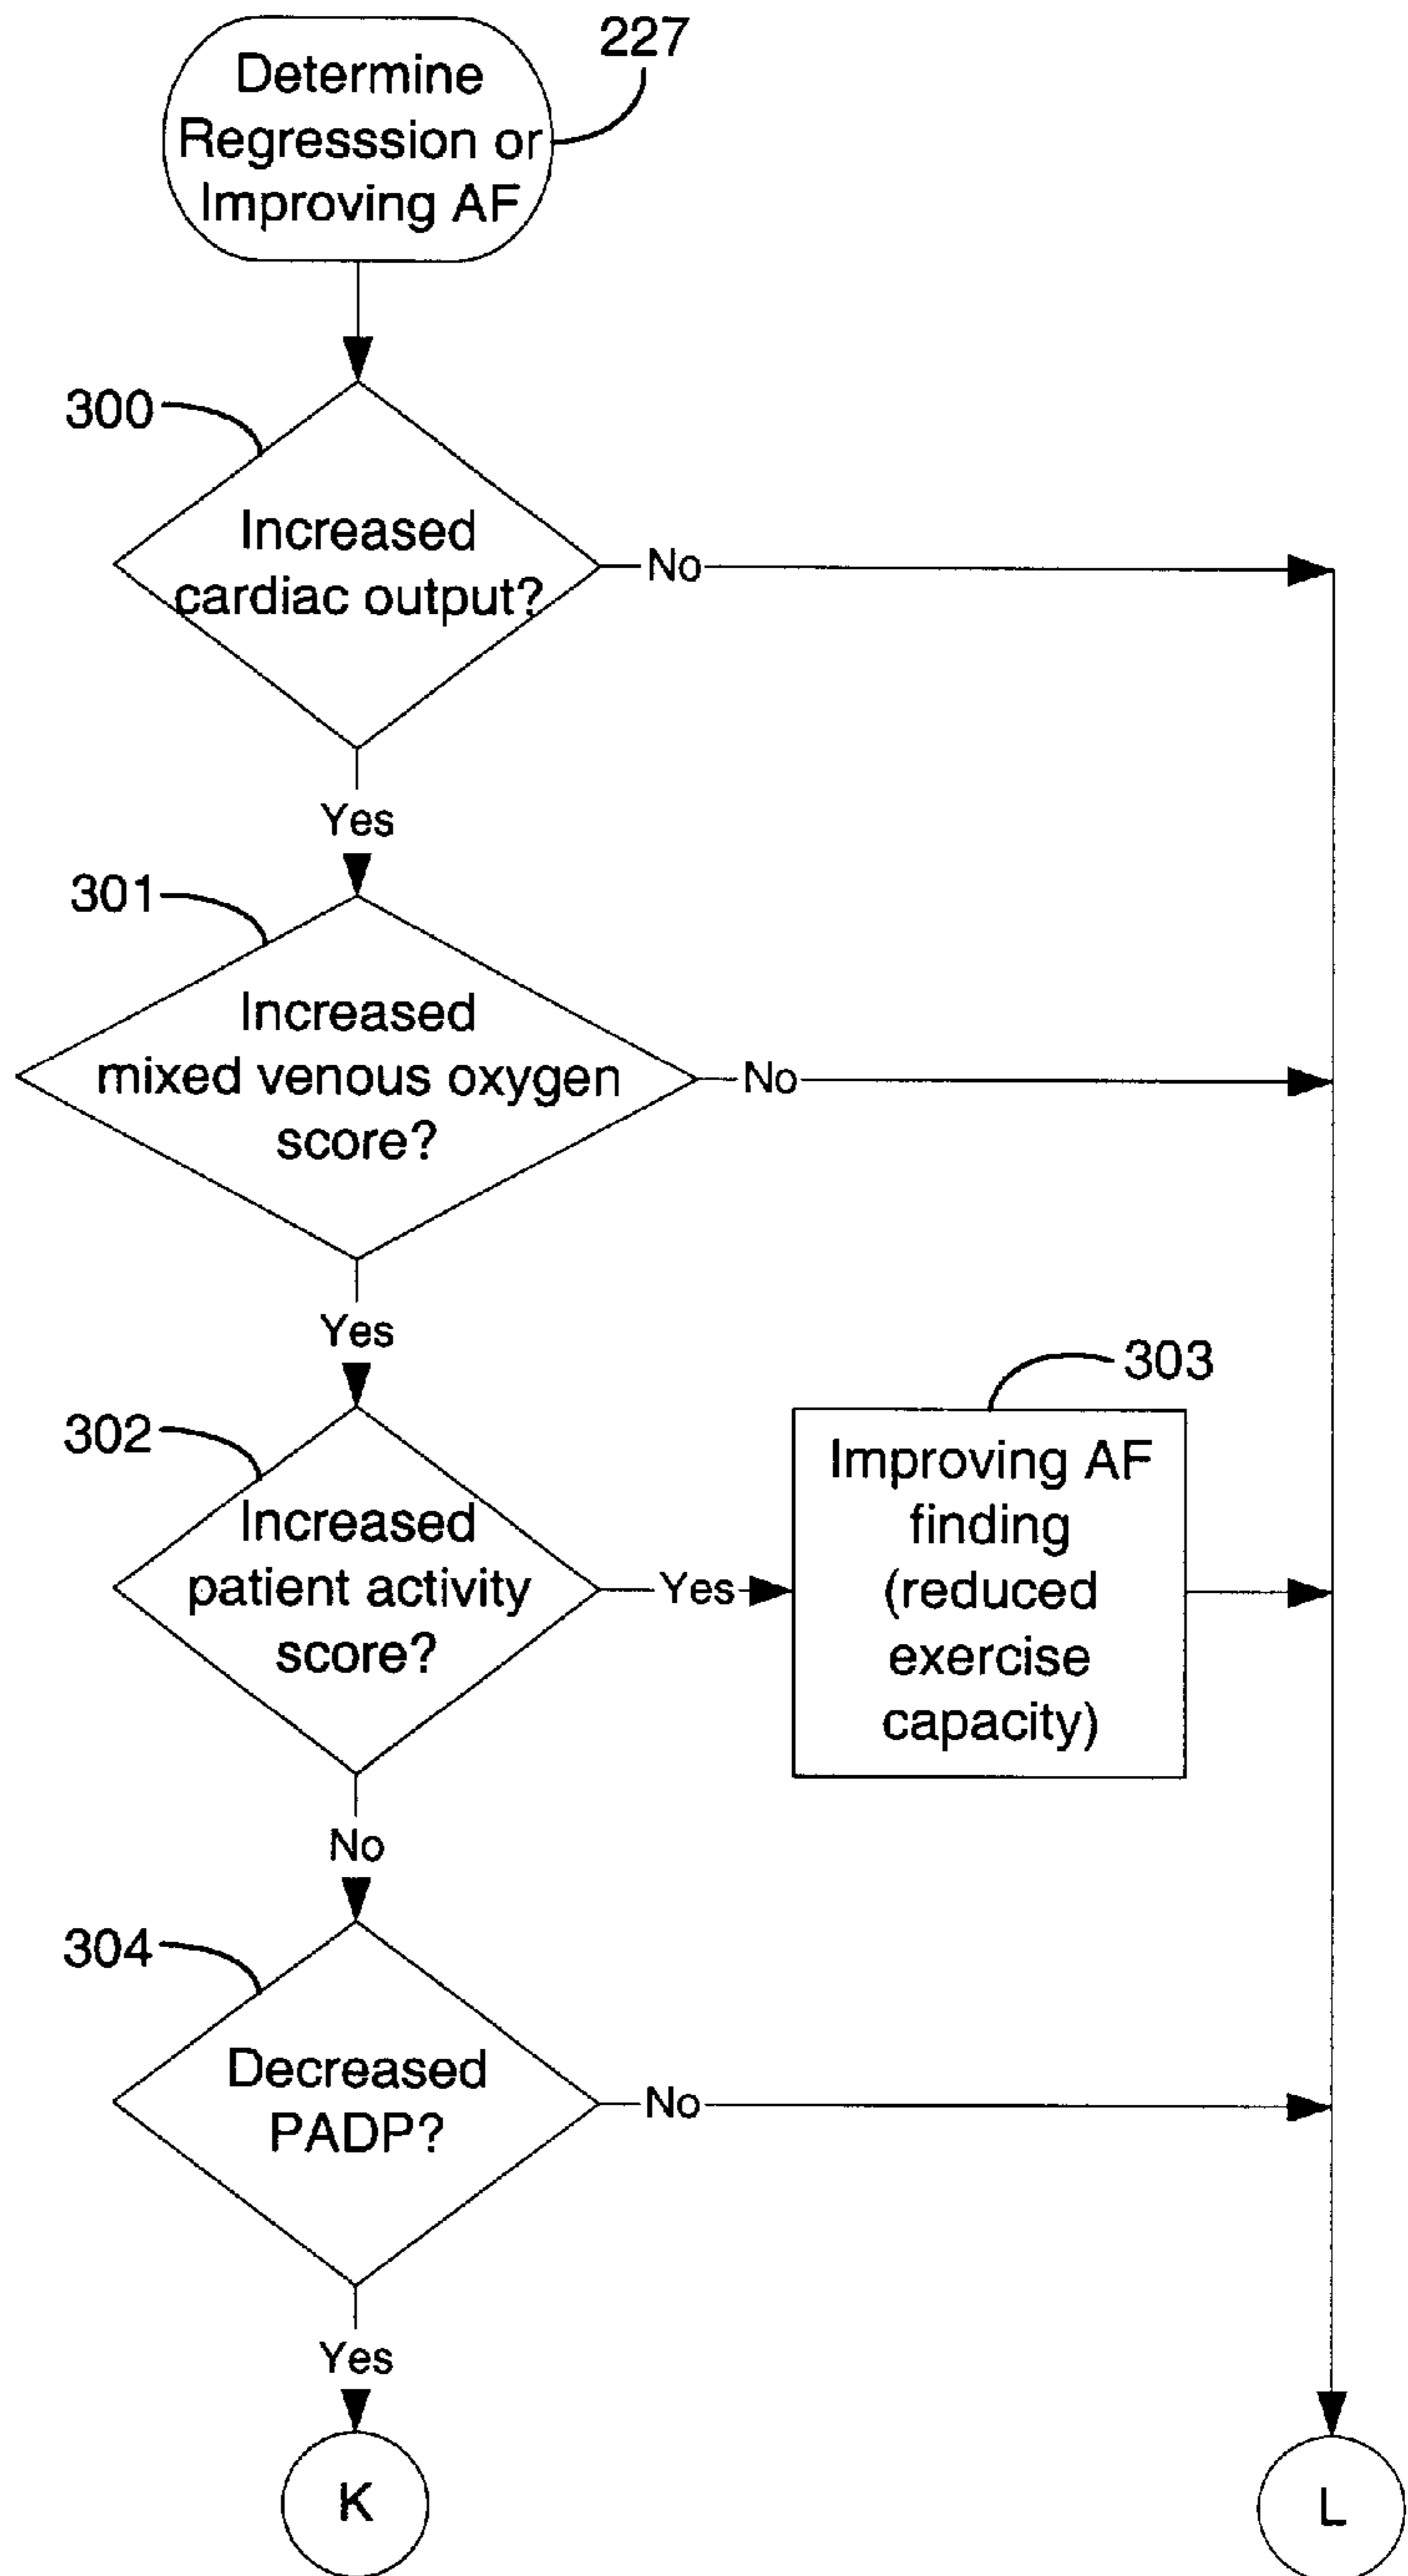 227
Determine
Regresssion or
Improving AF
300
Increased
cardiac output?
No
Yes
301
Increased
mixed venous oxygen
score?
No
Yes
302
Increased
patient activity
score?
Yes
303
Improving AF
finding
(reduced
exercise
capacity)
No
304
Decreased
PADP?
No
Yes
K
L